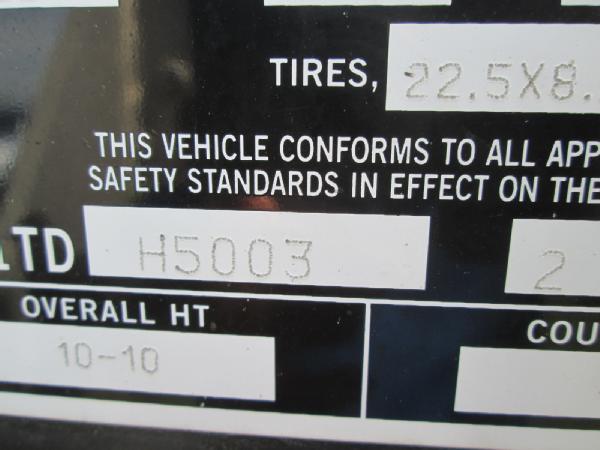 TIRES, 22.5X8.
THIS VEHICLE CONFORMS TO ALL APP
SAFETY STANDARDS IN EFFECT ON THE
LTD H5003 2
OVERALL HT COU
10-10